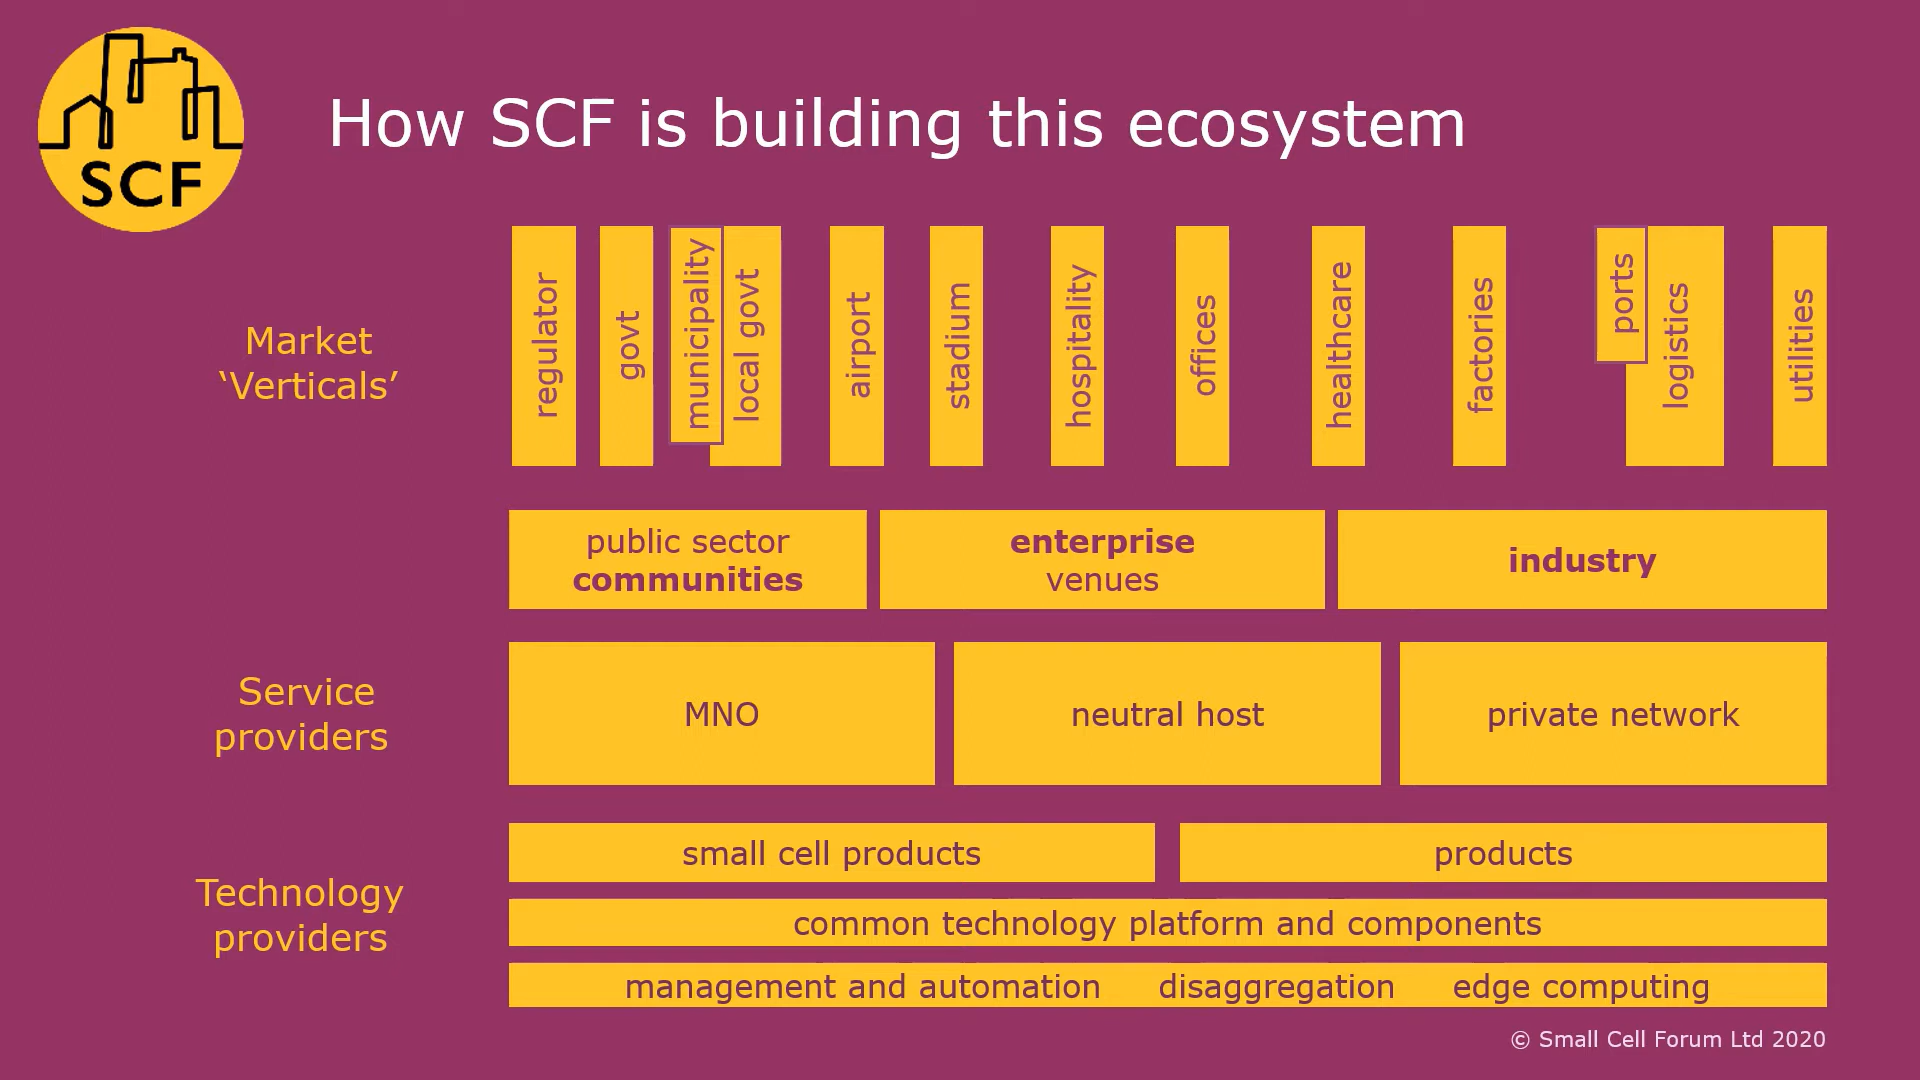 SCF
How SCF is building this ecosystem
Market
‘Verticals’
regulator
govt
municipality
local govt
airport
stadium
hospitality
offices
healthcare
factories
ports
logistics
utilities
public sector
communities
enterprise
venues
industry
Service
providers
MNO
neutral host
private network
Technology
providers
small cell products
products
common technology platform and components
management and automation disaggregation edge computing
© Small Cell Forum Ltd 2020